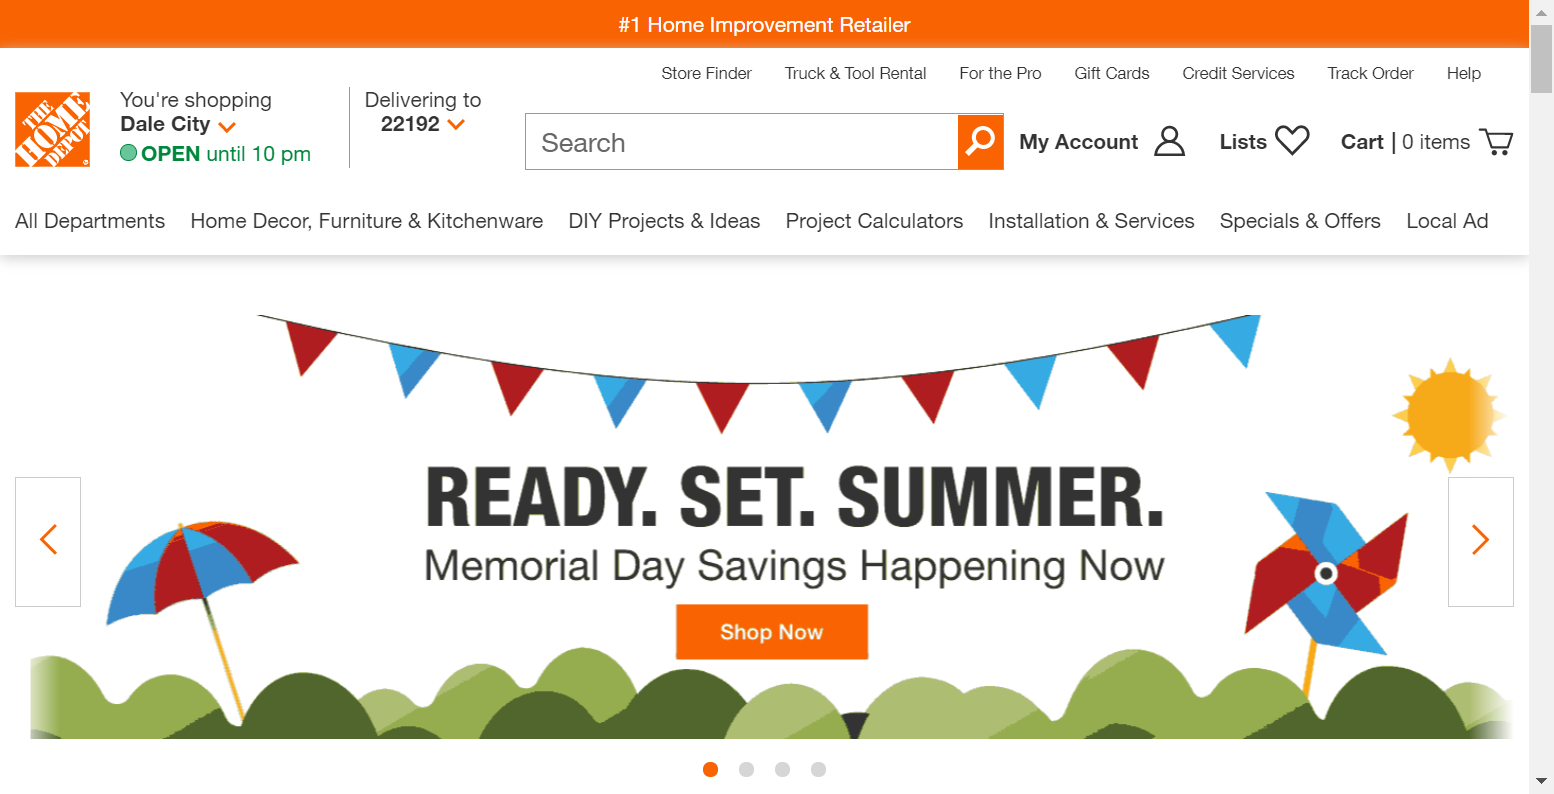 #1 Home Improvement Retailer
Store Finder Truck & Tool Rental For the Pro Gift Cards Credit Services Track Order Help
THE HOME DEPOT
You're shopping
Dale City
OPEN until 10 pm
Delivering to
22192
Search
My Account
Lists
Cart | 0 items
All Departments Home Decor, Furniture & Kitchenware DIY Projects & Ideas Project Calculators Installation & Services Specials & Offers Local Ad
READY. SET. SUMMER.
Memorial Day Savings Happening Now
Shop Now